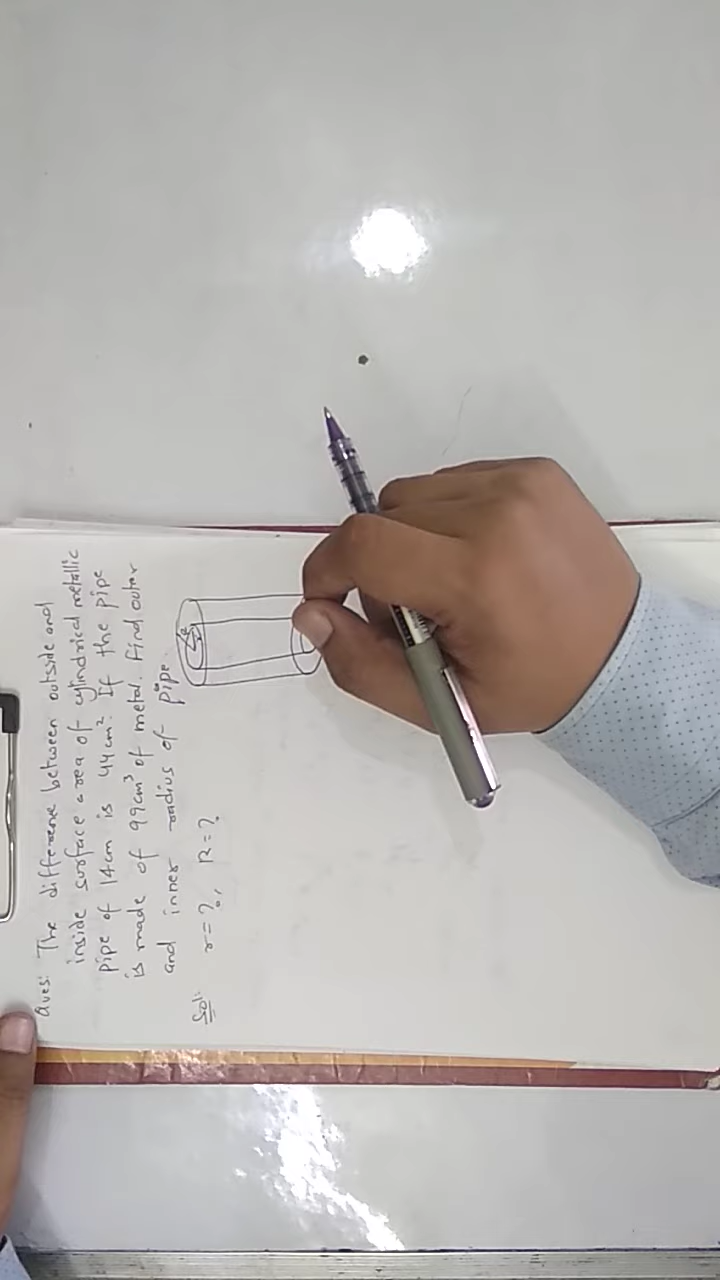 Ques: The difference between outside and
inside surface area of cylindrical metallic
pipe of 14cm is 44cm². If the pipe
is made of 99cm³ of metal. Find outer
and inner radius of pipe.
Sol: r=?, R=?